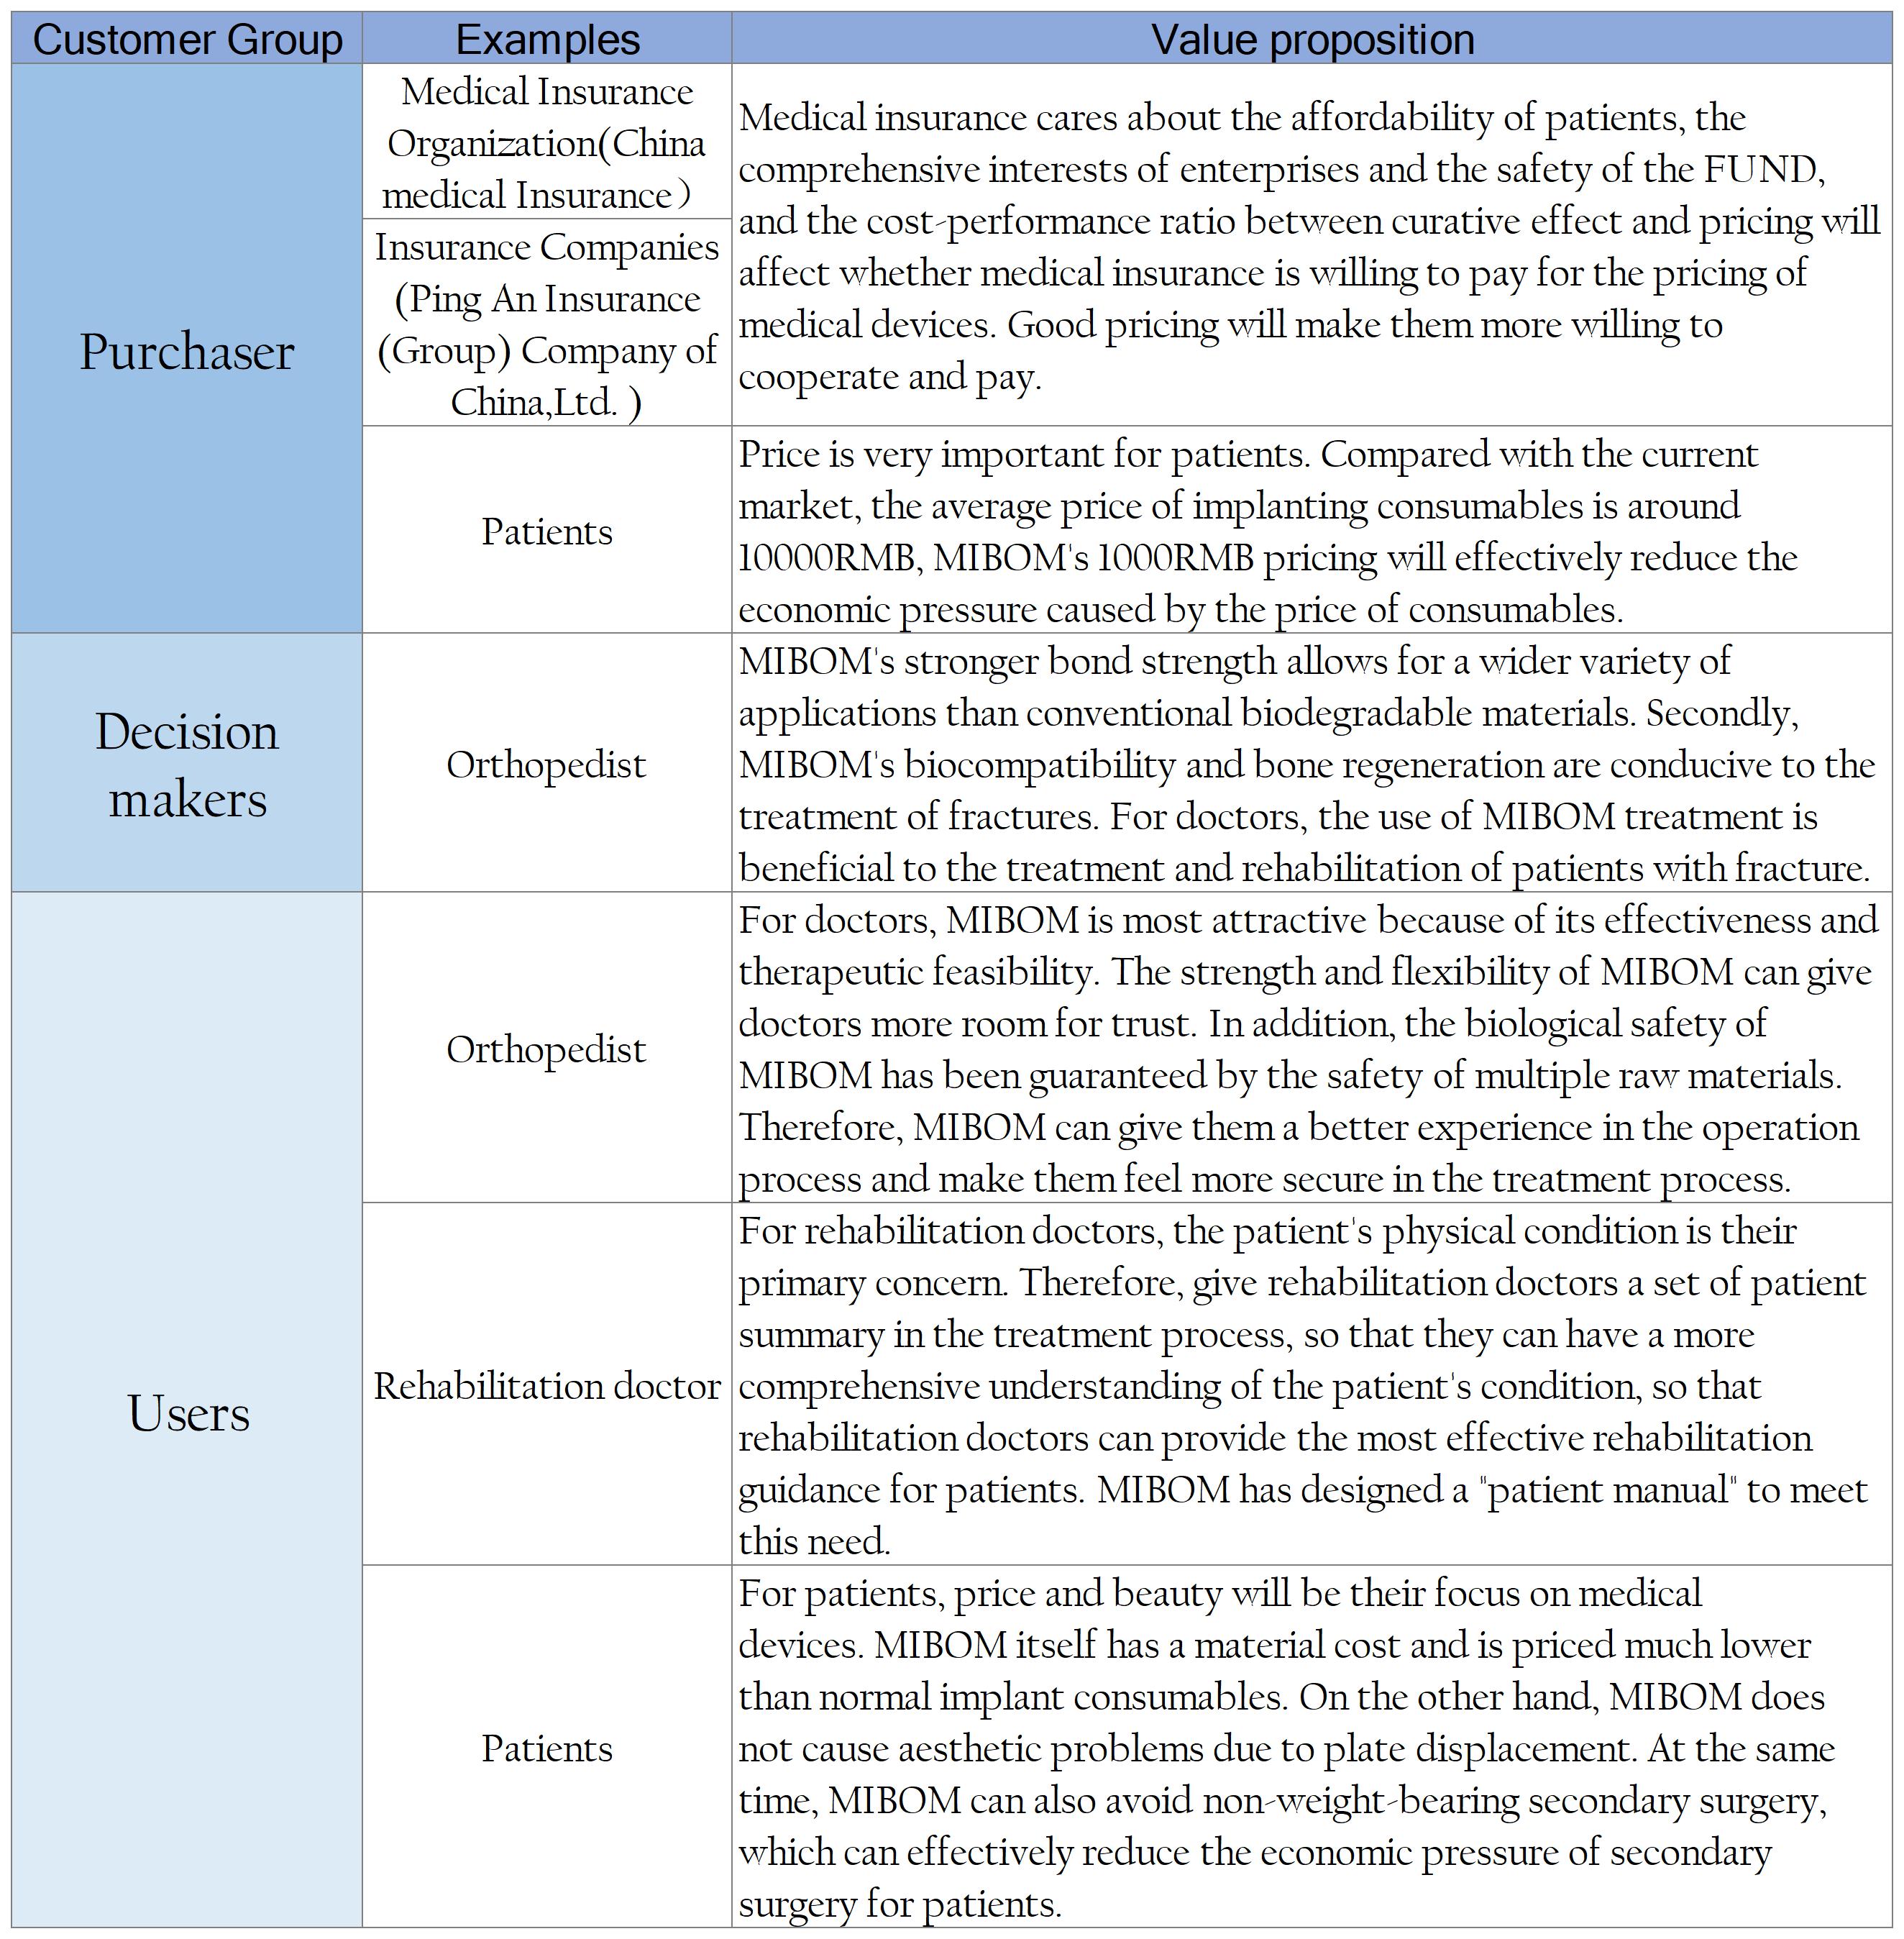 Customer Group
Examples
Value proposition
Purchaser
Medical Insurance
Organization(China
medical Insurance）
Insurance Companies
(Ping An Insurance
(Group) Company of
China,Ltd. )
Medical insurance cares about the affordability of patients, the
comprehensive interests of enterprises and the safety of the FUND,
and the cost-performance ratio between curative effect and pricing will
affect whether medical insurance is willing to pay for the pricing of
medical devices. Good pricing will make them more willing to
cooperate and pay.
Patients
Price is very important for patients. Compared with the current
market, the average price of implanting consumables is around
10000RMB, MIBOM's 1000RMB pricing will effectively reduce the
economic pressure caused by the price of consumables.
Decision
makers
Orthopedist
MIBOM's stronger bond strength allows for a wider variety of
applications than conventional biodegradable materials. Secondly,
MIBOM's biocompatibility and bone regeneration are conducive to the
treatment of fractures. For doctors, the use of MIBOM treatment is
beneficial to the treatment and rehabilitation of patients with fracture.
Users
Orthopedist
For doctors, MIBOM is most attractive because of its effectiveness and
therapeutic feasibility. The strength and flexibility of MIBOM can give
doctors more room for trust. In addition, the biological safety of
MIBOM has been guaranteed by the safety of multiple raw materials.
Therefore, MIBOM can give them a better experience in the operation
process and make them feel more secure in the treatment process.
Rehabilitation doctor
For rehabilitation doctors, the patient's physical condition is their
primary concern. Therefore, give rehabilitation doctors a set of patient
summary in the treatment process, so that they can have a more
comprehensive understanding of the patient's condition, so that
rehabilitation doctors can provide the most effective rehabilitation
guidance for patients. MIBOM has designed a "patient manual" to meet
this need.
Patients
For patients, price and beauty will be their focus on medical
devices. MIBOM itself has a material cost and is priced much lower
than normal implant consumables. On the other hand, MIBOM does
not cause aesthetic problems due to plate displacement. At the same
time, MIBOM can also avoid non-weight-bearing secondary surgery,
which can effectively reduce the economic pressure of secondary
surgery for patients.